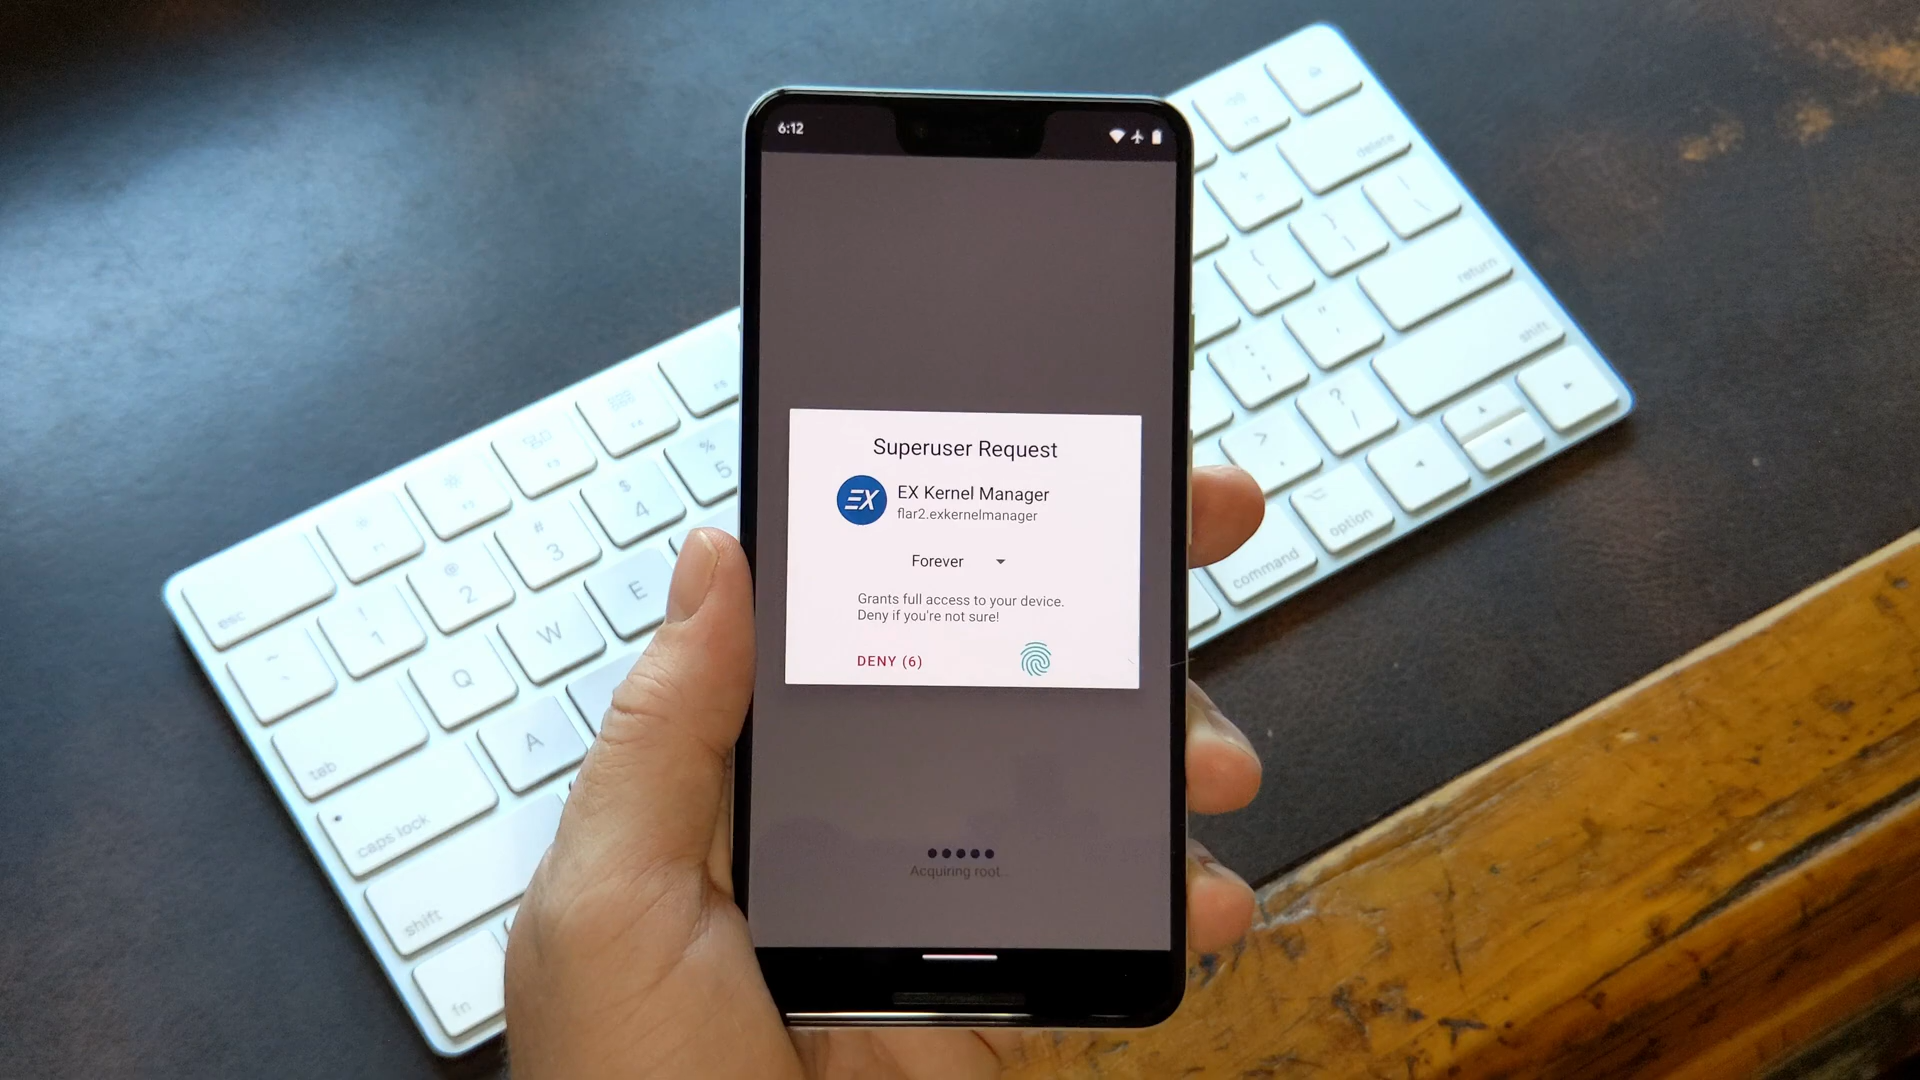 6:12
Superuser Request
EX
EX Kernel Manager
flar2.exkernelmanager
Forever
Grants full access to your device.
Deny if you're not sure!
DENY (6)
Acquiring root...
delete
+
=
return
shift
?
option
command
%
5
$
4
#
3
@
2
!
1
esc
E
W
Q
tab
A
caps lock
shift
fn